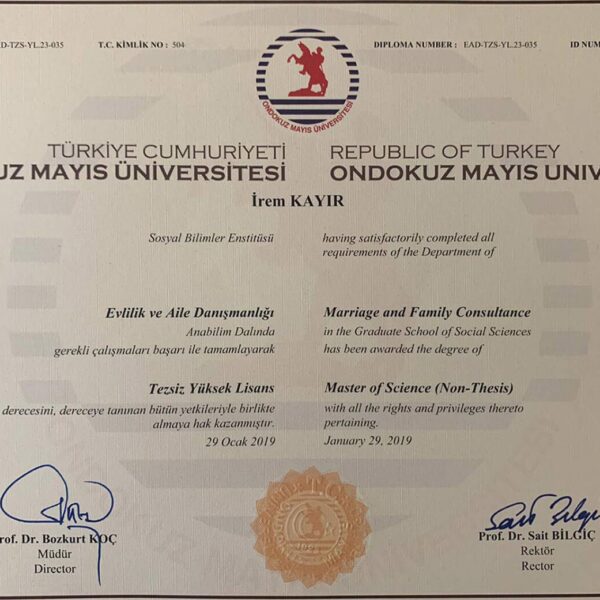 AD-TZS-YL.23-035 T.C. KİMLİK NO : 504 DIPLOMA NUMBER : EAD-TZS-YL.23-035 ID NUM
ONDOKUZ MAYIS ÜNİVERSİTESİ
TÜRKİYE CUMHURİYETİ
UZ MAYIS ÜNİVERSİTESİ
REPUBLIC OF TURKEY
ONDOKUZ MAYIS UNIV
İrem KAYIR
Sosyal Bilimler Enstitüsü
Evlilik ve Aile Danışmanlığı
Anabilim Dalında
gerekli çalışmaları başarı ile tamamlayarak
Tezsiz Yüksek Lisans
derecesini, dereceye tanınan bütün yetkileriyle birlikte
almaya hak kazanmıştır.
29 Ocak 2019
having satisfactorily completed all
requirements of the Department of
Marriage and Family Consultance
in the Graduate School of Social Sciences
has been awarded the degree of
Master of Science (Non-Thesis)
with all the rights and privileges thereto
pertaining.
January 29, 2019
rof. Dr. Bozkurt KOÇ
Müdür
Director
Prof. Dr. Sait BİLGİÇ
Rektör
Rector